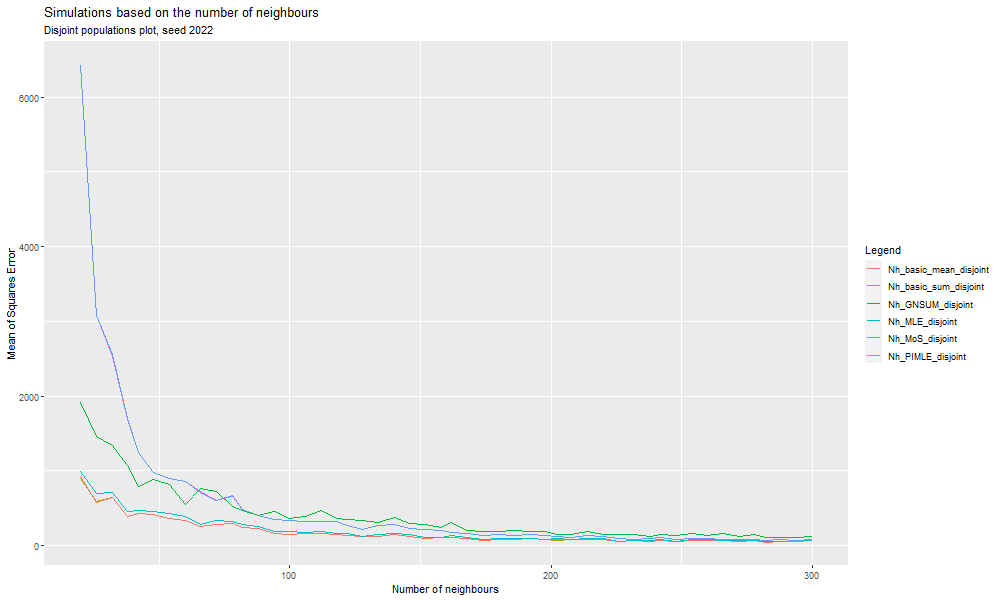 Simulations based on the number of neighbours
Disjoint populations plot, seed 2022
Mean of Squares Error
6000
4000
2000
0
100
200
300
Number of neighbours
Legend
Nh_basic_mean_disjoint
Nh_basic_sum_disjoint
Nh_GNSUM_disjoint
Nh_MLE_disjoint
Nh_MoS_disjoint
Nh_PIMLE_disjoint